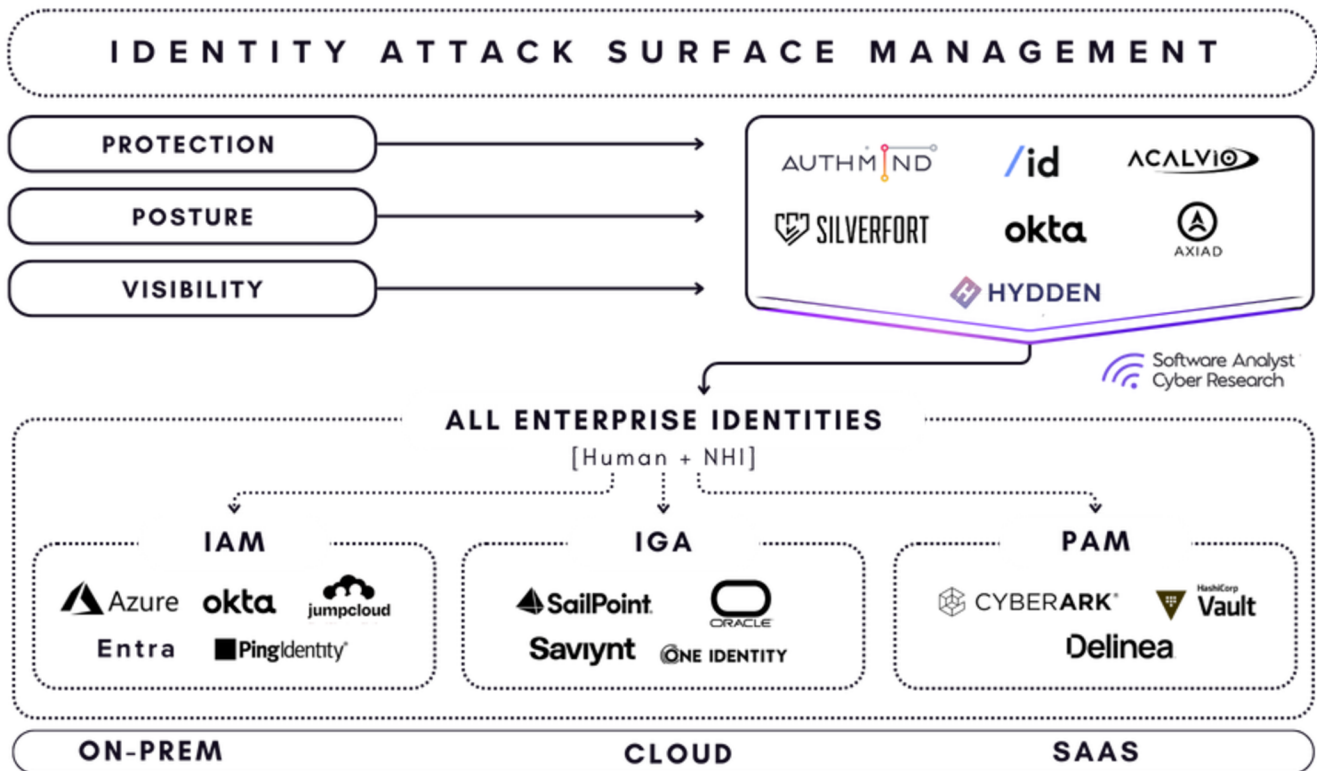 IDENTITY ATTACK SURFACE MANAGEMENT
PROTECTION
POSTURE
VISIBILITY
AUTHMIND
/id
ACALVIO
SILVERFORT
okta
AXIAD
HYDDEN
Software Analyst
Cyber Research
ALL ENTERPRISE IDENTITIES
[Human + NHI]
IAM
Azure
okta
jumpcloud
Entra
PingIdentity®
IGA
SailPoint
ORACLE
Saviynt
ONE IDENTITY
PAM
CYBERARK®
HashiCorp
Vault
Delinea
ON-PREM
CLOUD
SAAS